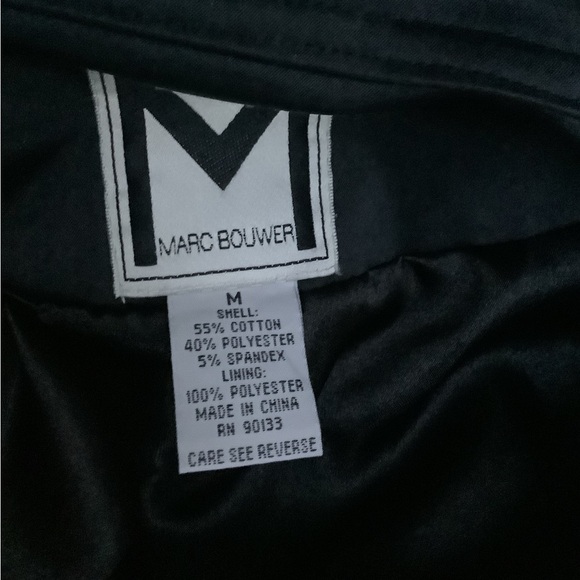 M
MARC BOUWER
M
SHELL:
55% COTTON
40% POLYESTER
5% SPANDEX
LINING:
100% POLYESTER
MADE IN CHINA
RN 90133
CARE SEE REVERSE